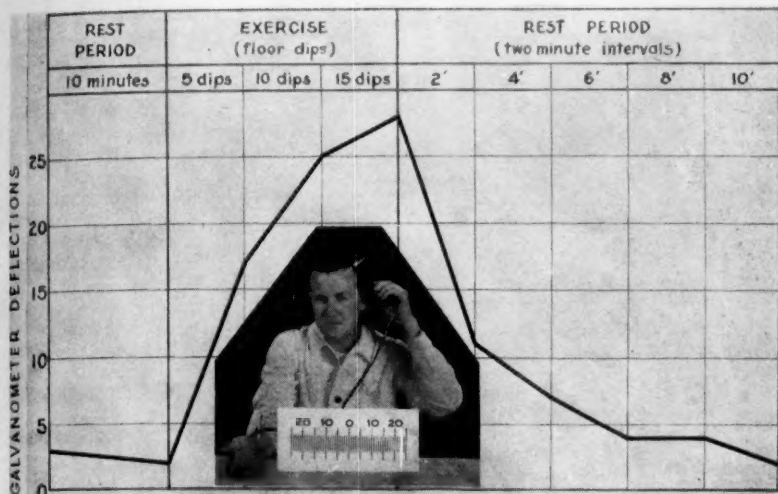 REST PERIOD
EXERCISE
(floor dips)
REST PERIOD
(two minute intervals)
10 minutes
5 dips
10 dips
15 dips
2'
4'
6'
8'
10'
GALVANOMETER DEFLECTIONS
25
20
15
10
5
0
20 10 0 10 20